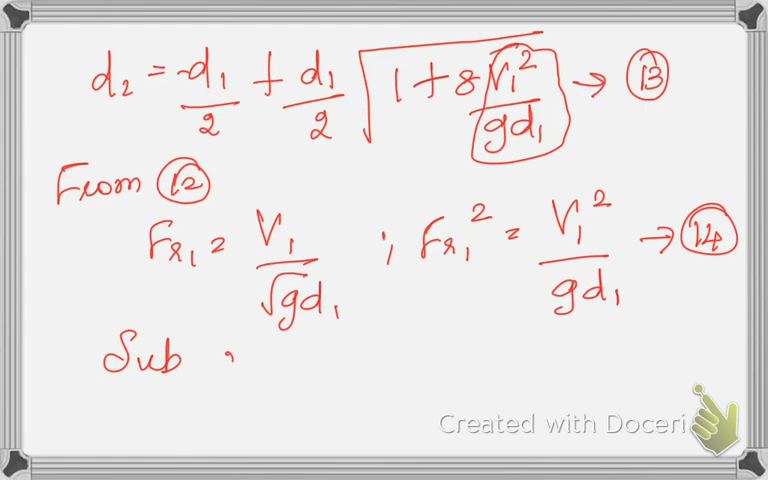 d₂ = -d₁/2 + d₁/2 √(1 + 8 V₁²/gd₁) → (13)
From (12)
Fr₁ = V₁/√gd₁ ; Fr₁² = V₁²/gd₁ → (14)
Sub
Created with Doceri